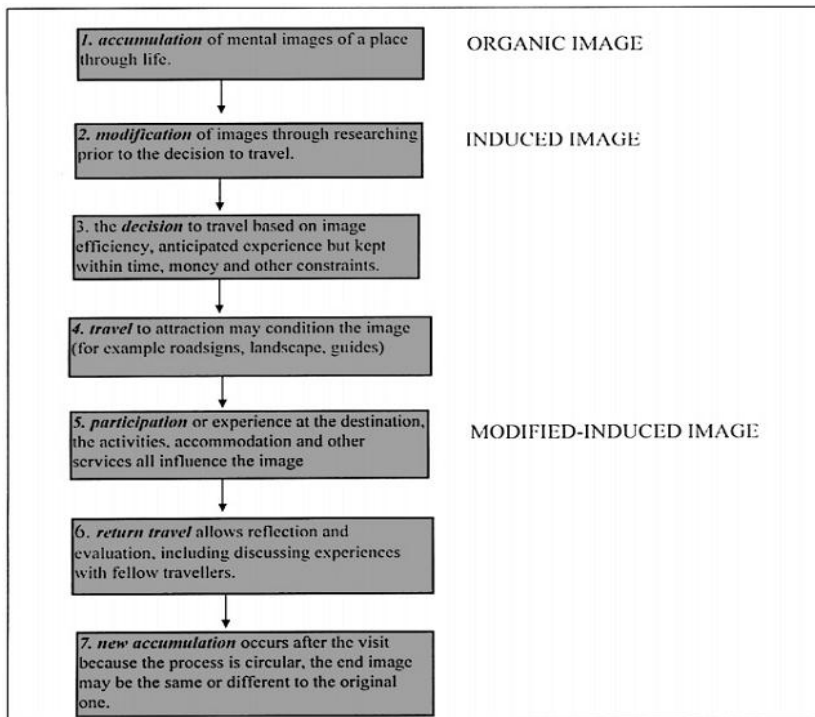 1. accumulation of mental images of a place
through life.
ORGANIC IMAGE
2. modification of images through researching
prior to the decision to travel.
INDUCED IMAGE
3. the decision to travel based on image
efficiency, anticipated experience but kept
within time, money and other constraints.
4. travel to attraction may condition the image
(for example roadsigns, landscape, guides)
5. participation or experience at the destination,
the activities, accommodation and other
services all influence the image
MODIFIED-INDUCED IMAGE
6. return travel allows reflection and
evaluation, including discussing experiences
with fellow travellers.
7. new accumulation occurs after the visit
because the process is circular, the end image
may be the same or different to the original
one.